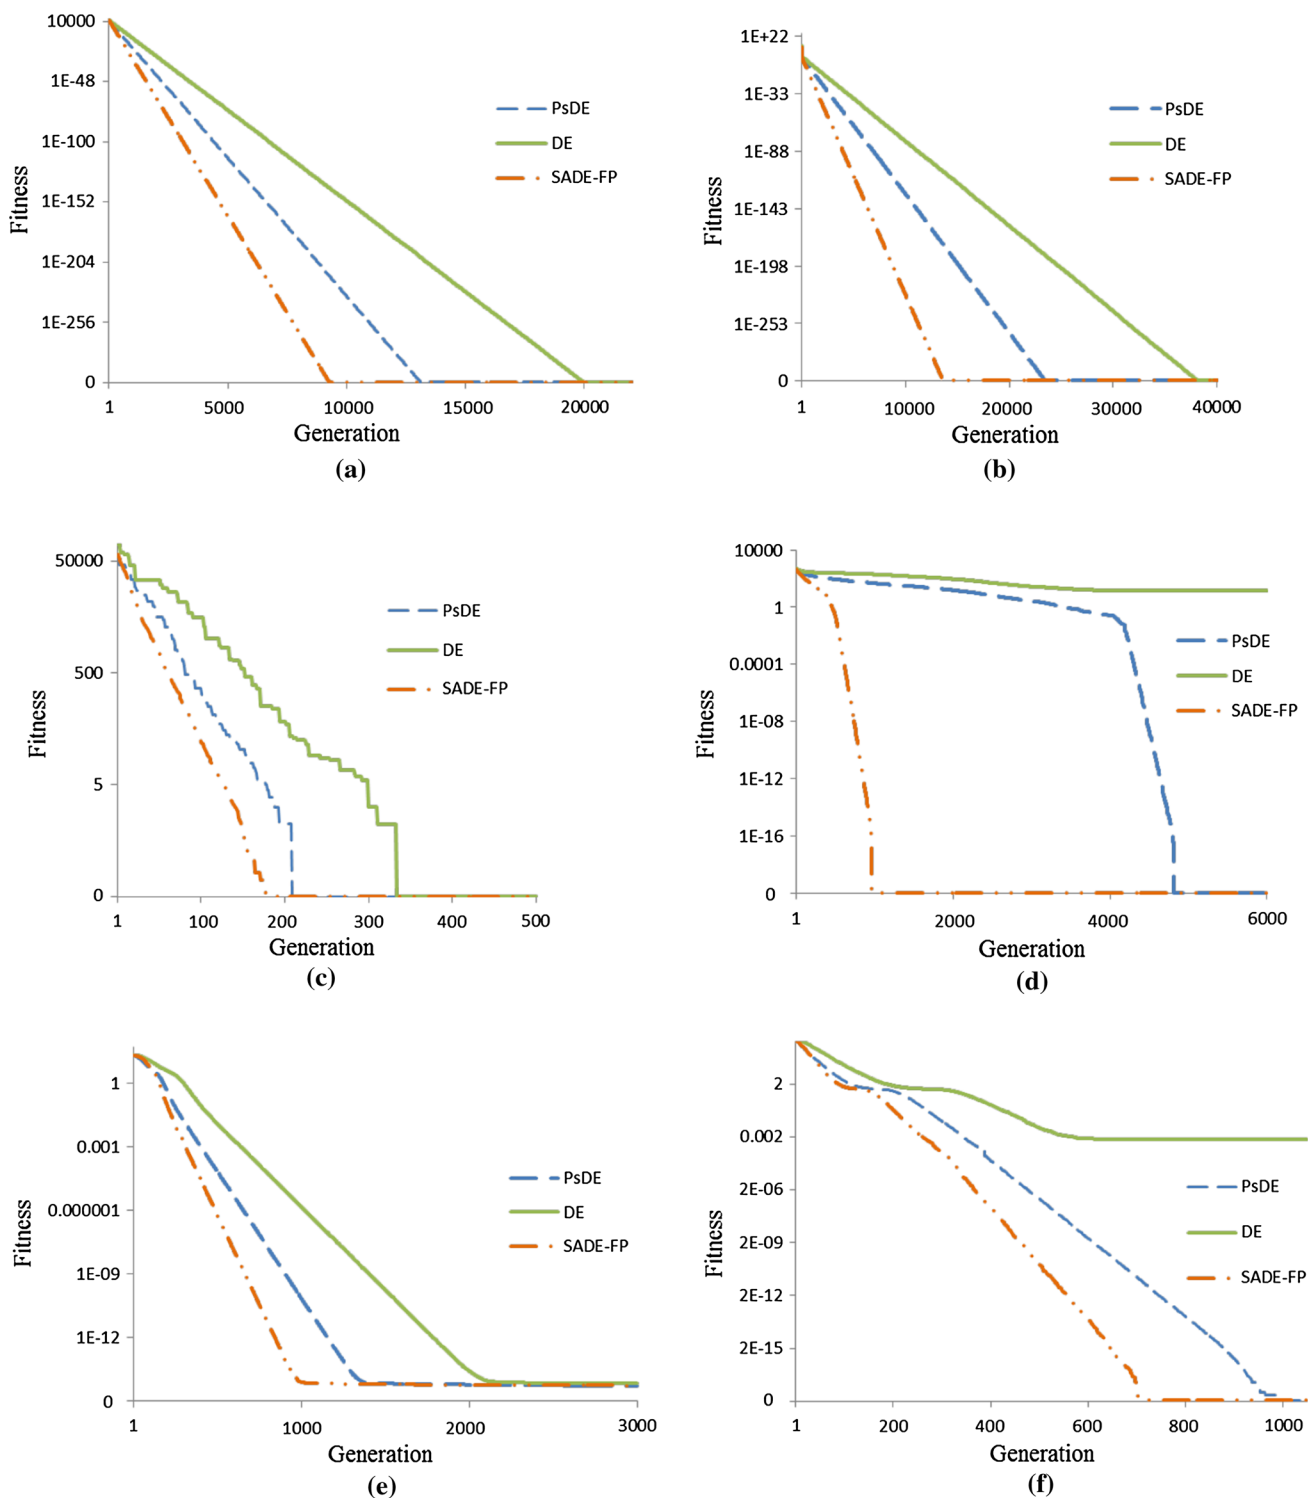 10000
1E-48
1E-100
1E-152
1E-204
1E-256
0
Fitness
1 5000 10000 15000 20000
Generation
PsDE
DE
SADE-FP
(a)
1E+22
1E-33
1E-88
1E-143
1E-198
1E-253
0
Fitness
1 10000 20000 30000 40000
Generation
PsDE
DE
SADE-FP
(b)
50000
500
5
0
Fitness
1 100 200 300 400 500
Generation
PsDE
DE
SADE-FP
(c)
10000
1
0.0001
1E-08
1E-12
1E-16
0
Fitness
1 2000 4000 6000
Generation
PsDE
DE
SADE-FP
(d)
1
0.001
0.000001
1E-09
1E-12
0
Fitness
1 1000 2000 3000
Generation
PsDE
DE
SADE-FP
(e)
2
0.002
2E-06
2E-09
2E-12
2E-15
0
Fitness
1 200 400 600 800 1000
Generation
PsDE
DE
SADE-FP
(f)